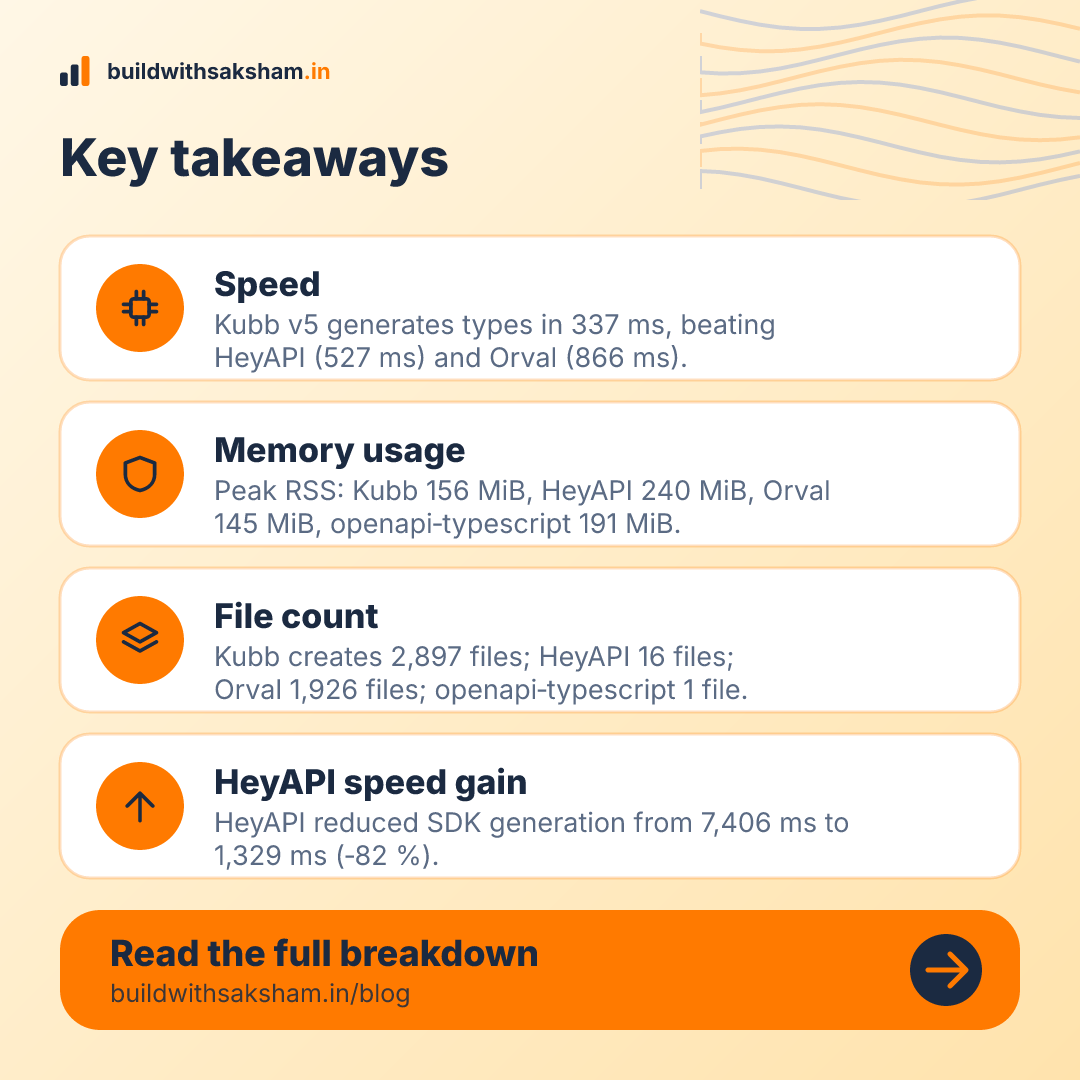 buildwithsaksham.in
Key takeaways
Speed
Kubb v5 generates types in 337 ms, beating
HeyAPI (527 ms) and Orval (866 ms).
Memory usage
Peak RSS: Kubb 156 MiB, HeyAPI 240 MiB, Orval
145 MiB, openapi-typescript 191 MiB.
File count
Kubb creates 2,897 files; HeyAPI 16 files;
Orval 1,926 files; openapi-typescript 1 file.
HeyAPI speed gain
HeyAPI reduced SDK generation from 7,406 ms to
1,329 ms (-82 %).
Read the full breakdown
buildwithsaksham.in/blog